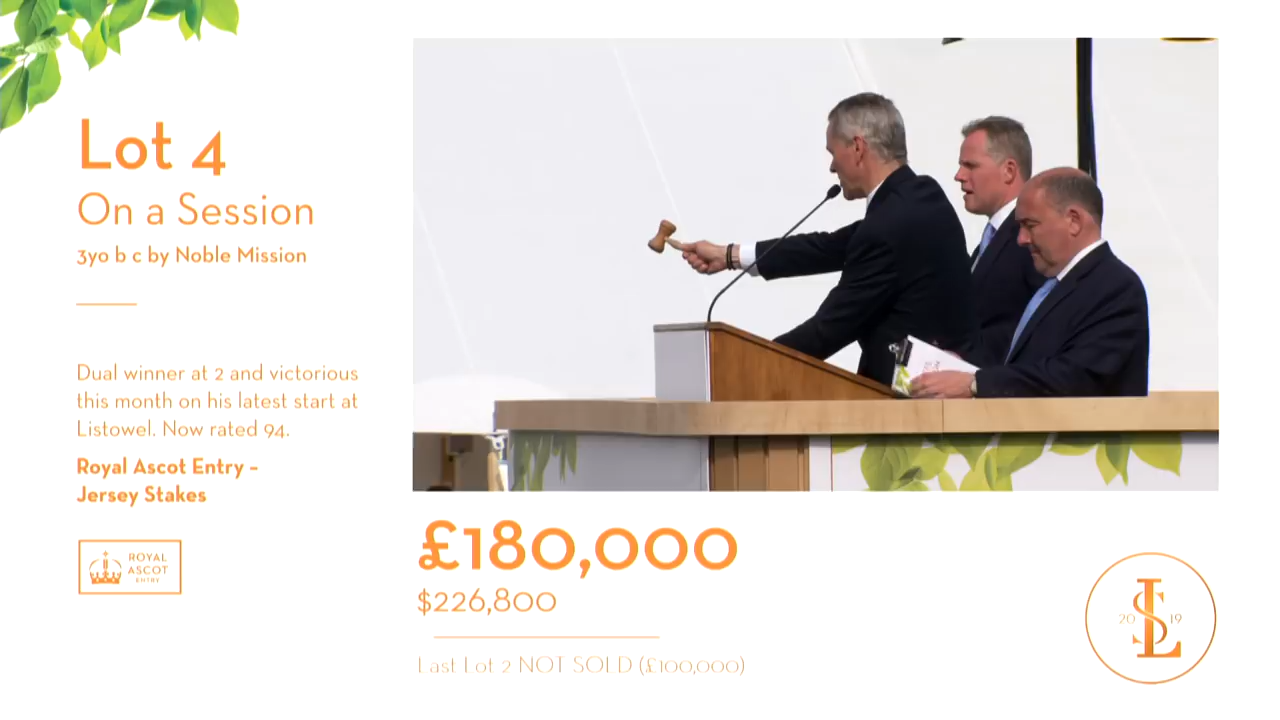 Lot 4
On a Session
3yo b c by Noble Mission
Dual winner at 2 and victorious
this month on his latest start at
Listowel. Now rated 94.
Royal Ascot Entry –
Jersey Stakes
ROYAL
ASCOT
ENTRY
£180,000
$226,800
Last Lot 2 NOT SOLD (£100,000)
20 SL 19